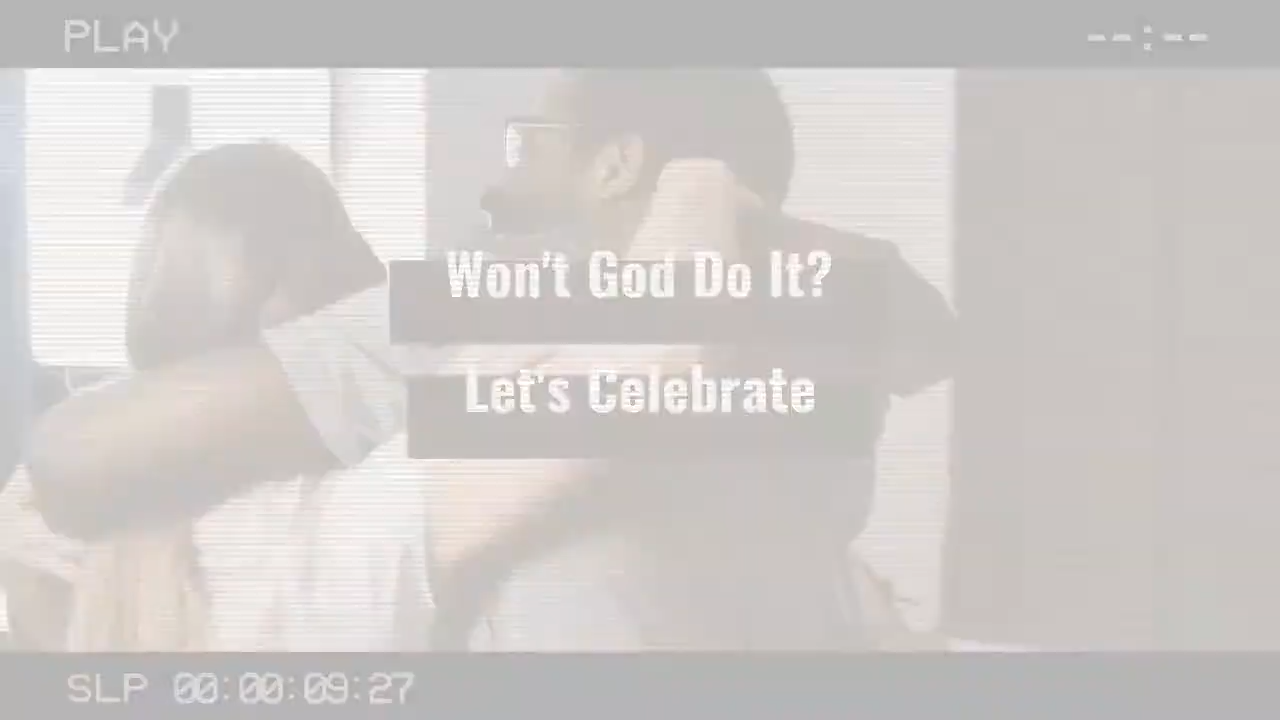 PLAY --:--
Won't God Do It?
Let's Celebrate
SLP 00:00:09:27